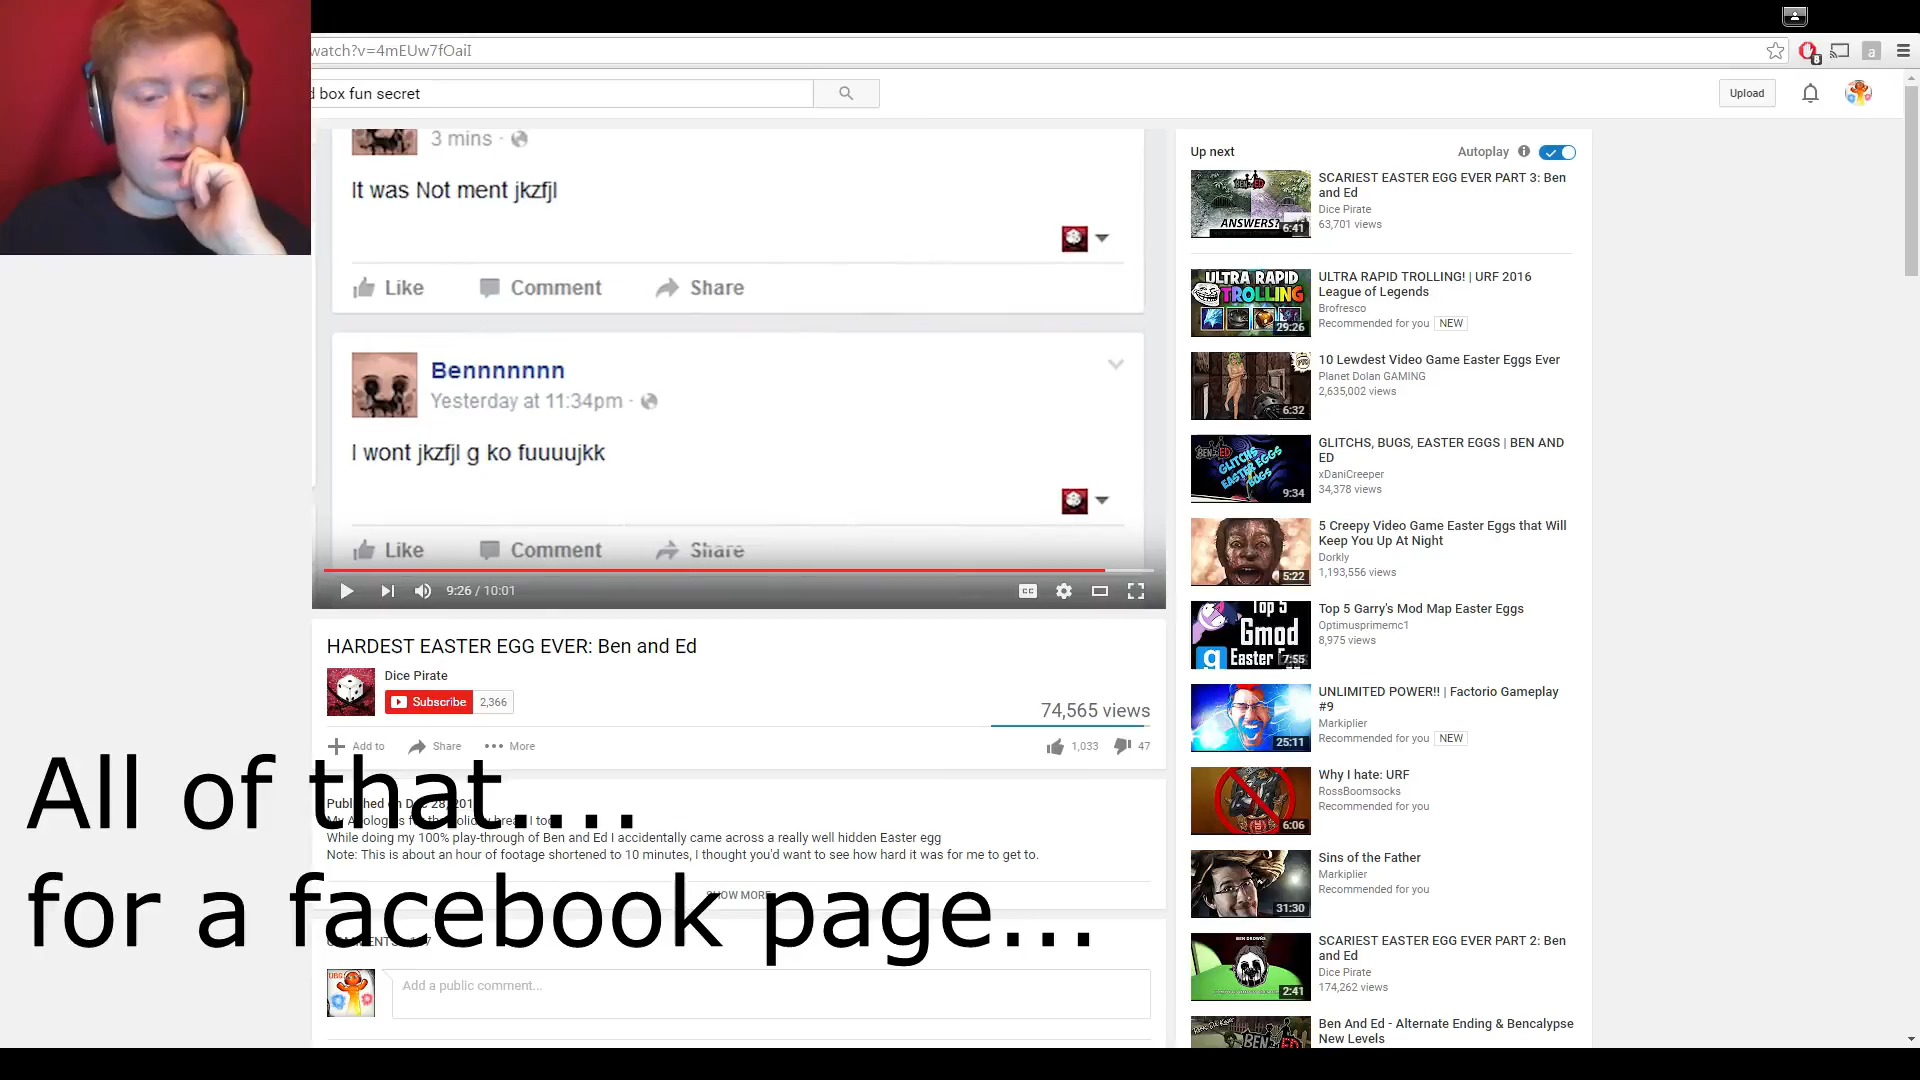 watch?v=4mEUw7fOaiI
d box fun secret
Upload
3 mins
It was Not ment jkzfjl
Like Comment Share
Bennnnnnn
Yesterday at 11:34pm
I wont jkzfjl g ko fuuuujkk
Like Comment Share
9:26 / 10:01
CC
HARDEST EASTER EGG EVER: Ben and Ed
Dice Pirate
Subscribe 2,366
74,565 views
Add to Share More
1,033 47
All of that....
While doing my 100% play-through of Ben and Ed I accidentally came across a really well hidden Easter egg
Note: This is about an hour of footage shortened to 10 minutes, I thought you'd want to see how hard it was for me to get to.
SHOW MORE
for a facebook page...
Add a public comment...
Up next
Autoplay
SCARIEST EASTER EGG EVER PART 3: Ben
and Ed
Dice Pirate
63,701 views
BEN ED
ANSWERS?
6:41
ULTRA RAPID TROLLING! | URF 2016
League of Legends
Brofresco
Recommended for you NEW
ULTRA RAPID
TROLLING
29:26
10 Lewdest Video Game Easter Eggs Ever
Planet Dolan GAMING
2,635,002 views
6:32
GLITCHS, BUGS, EASTER EGGS | BEN AND
ED
xDaniCreeper
34,378 views
BEN ED
GLITCHS
EASTER EGGS
BUGS
9:34
5 Creepy Video Game Easter Eggs that Will
Keep You Up At Night
Dorkly
1,193,556 views
5:22
Top 5 Garry's Mod Map Easter Eggs
Optimusprimemc1
8,975 views
Top 5
Gmod
Easter
7:55
UNLIMITED POWER!! | Factorio Gameplay
#9
Markiplier
Recommended for you NEW
25:11
Why I hate: URF
RossBoomsocks
Recommended for you
6:06
Sins of the Father
Markiplier
Recommended for you
31:30
SCARIEST EASTER EGG EVER PART 2: Ben
and Ed
Dice Pirate
174,262 views
2:41
Ben And Ed - Alternate Ending & Bencalypse
New Levels
BEN ED